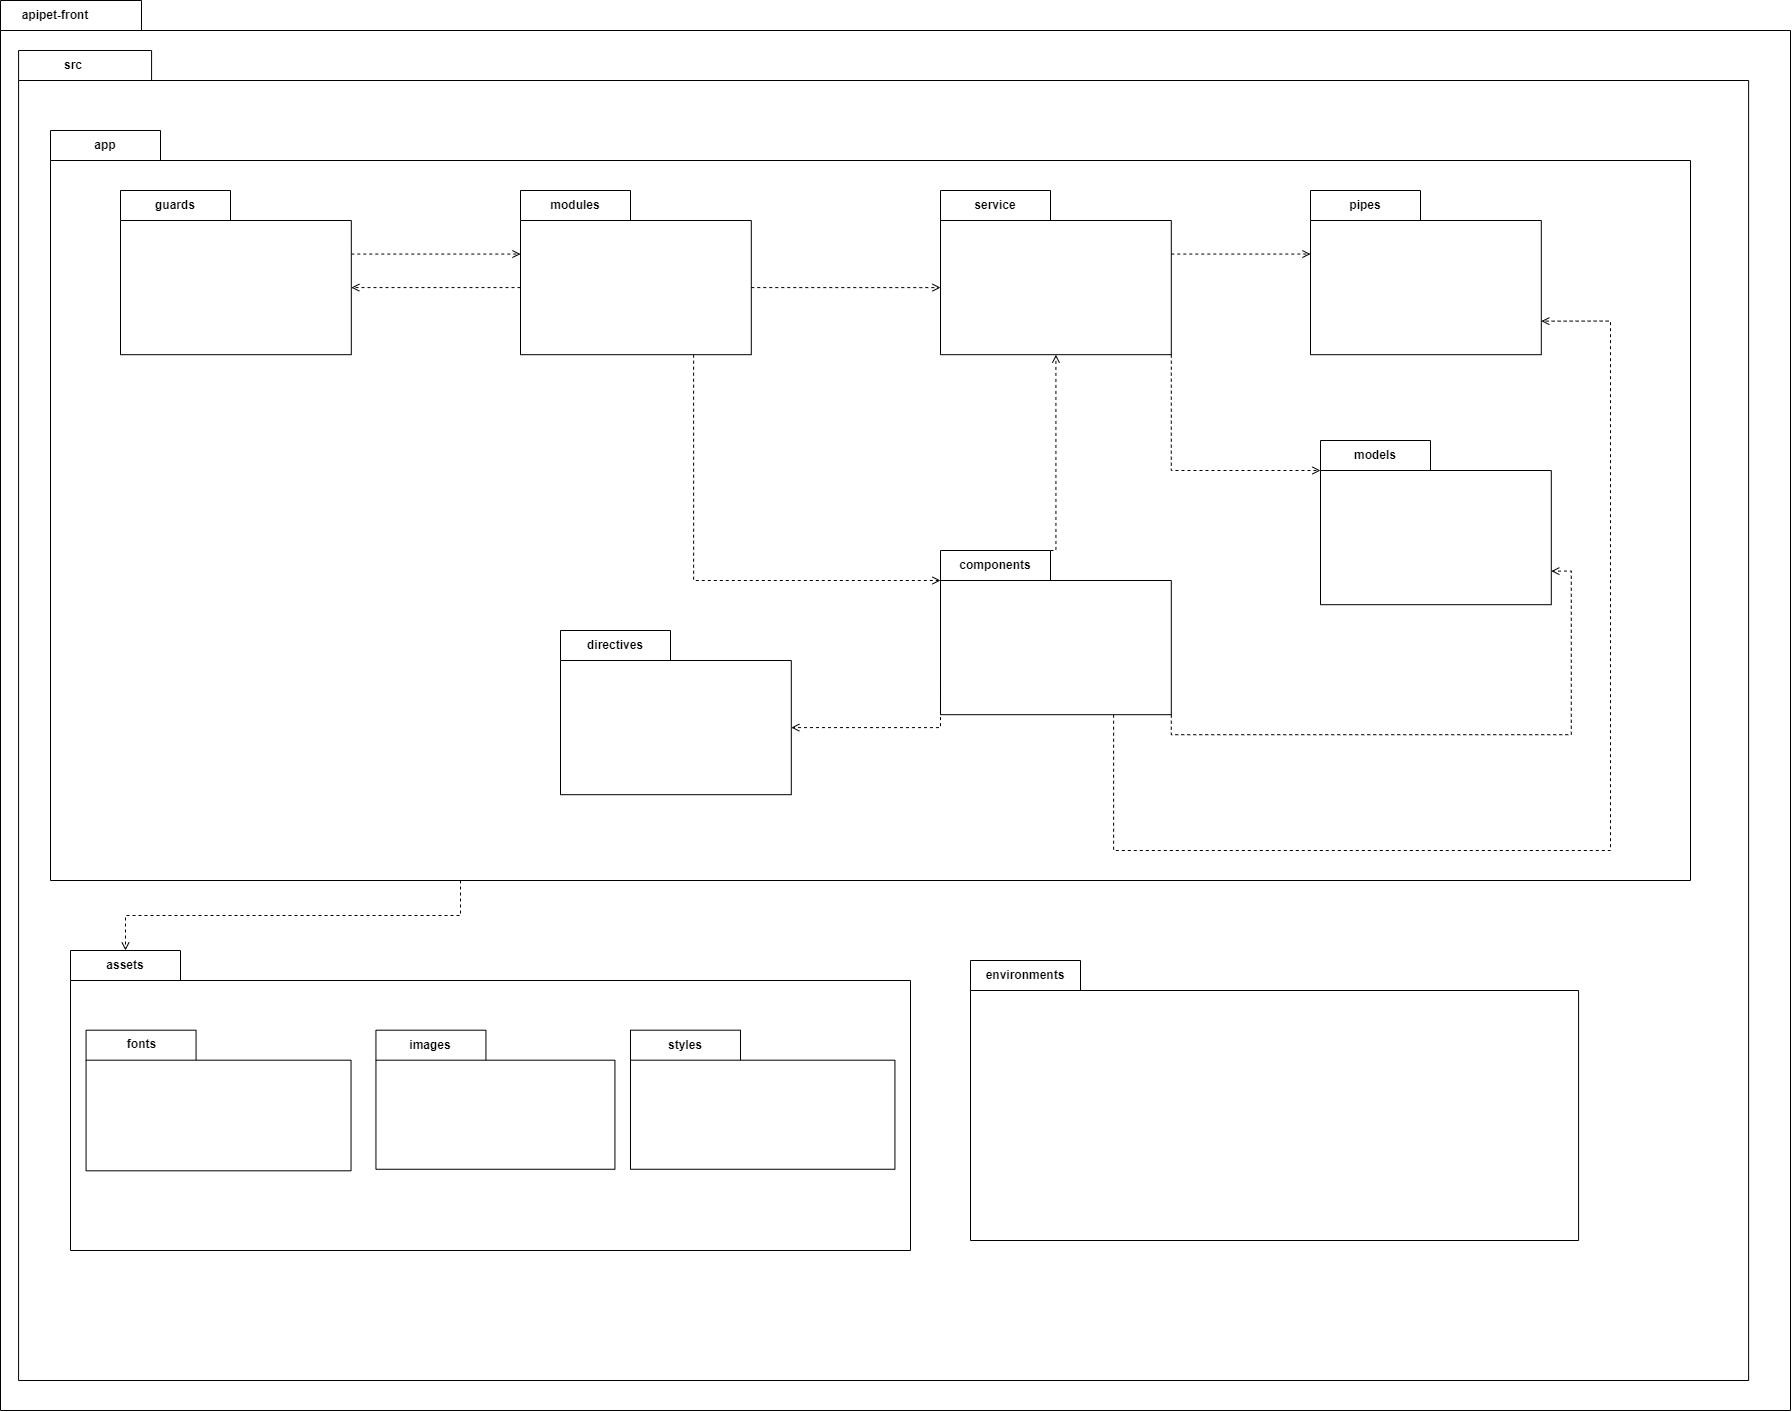 apipet-front
src
app
guards
modules
service
pipes
models
components
directives
assets
environments
fonts
images
styles